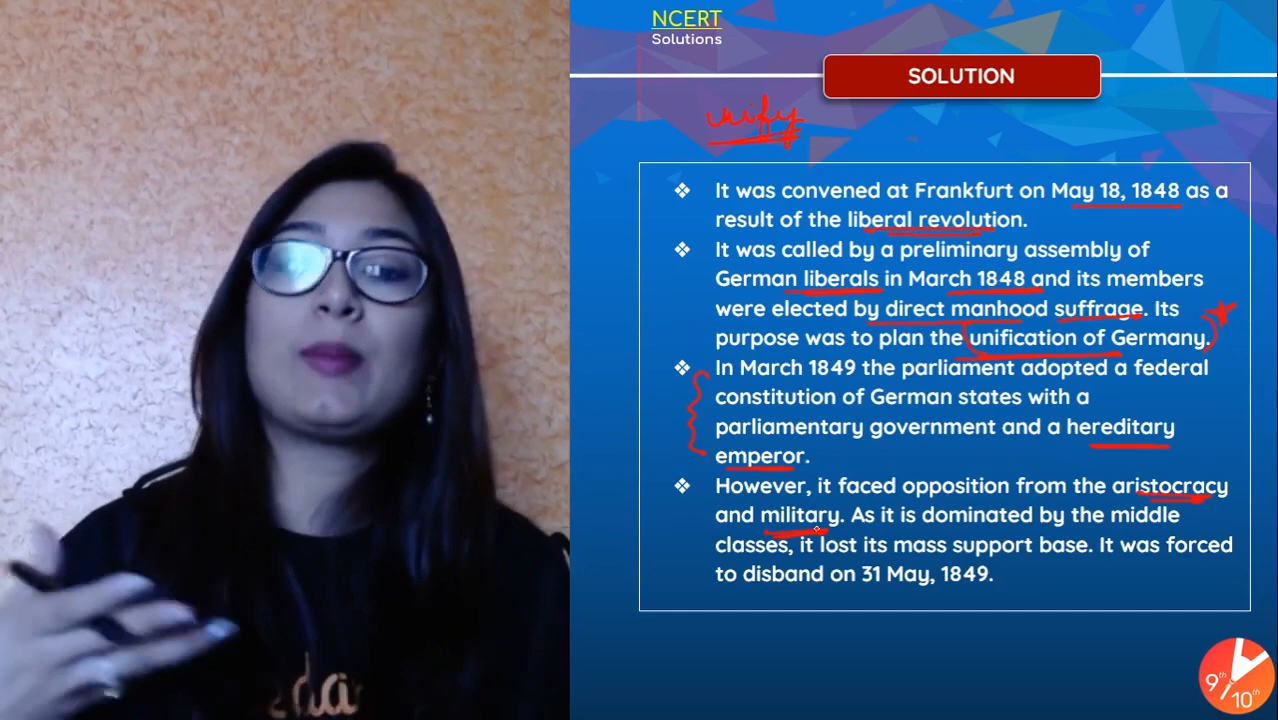 NCERT
Solutions
SOLUTION
unify
❖ It was convened at Frankfurt on May 18, 1848 as a
result of the liberal revolution.
❖ It was called by a preliminary assembly of
German liberals in March 1848 and its members
were elected by direct manhood suffrage. Its
purpose was to plan the unification of Germany.
❖ In March 1849 the parliament adopted a federal
constitution of German states with a
parliamentary government and a hereditary
emperor.
❖ However, it faced opposition from the aristocracy
and military. As it is dominated by the middle
classes, it lost its mass support base. It was forced
to disband on 31 May, 1849.
9th
10th